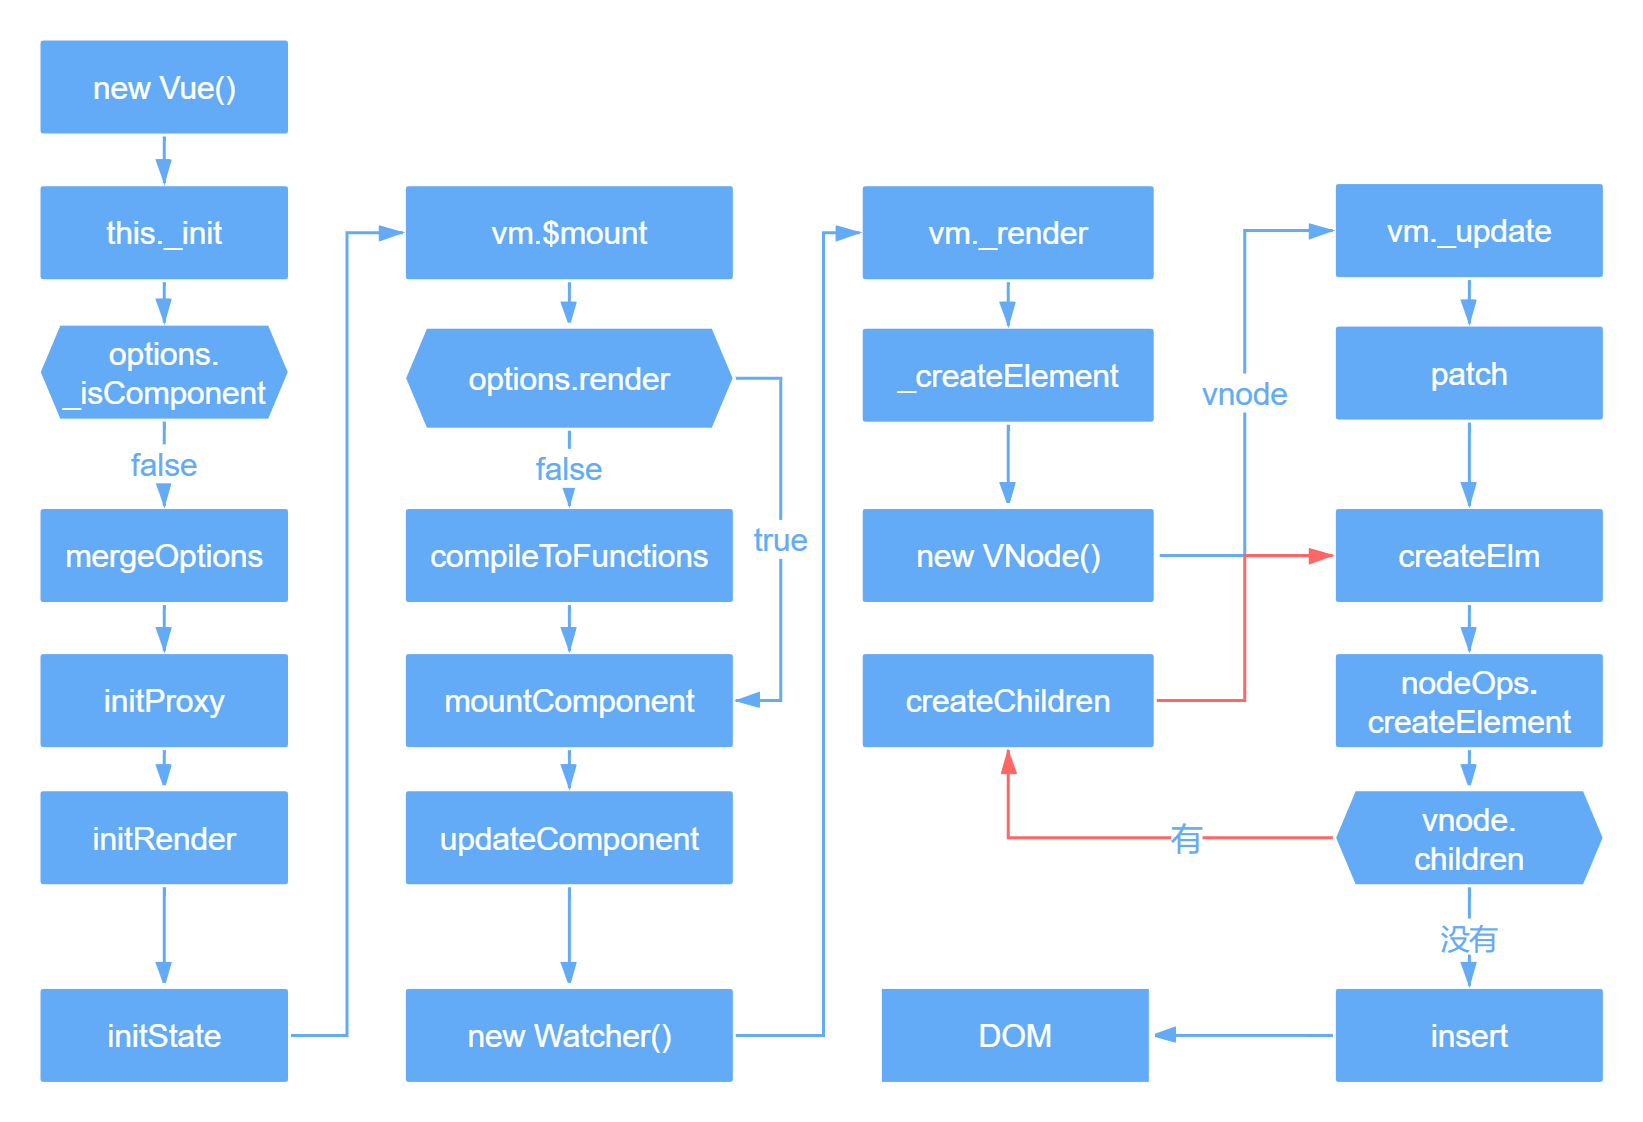 new Vue()
this._init
options.
_isComponent
false
mergeOptions
initProxy
initRender
initState
vm.$mount
options.render
false
true
compileToFunctions
mountComponent
updateComponent
new Watcher()
vm._render
_createElement
new VNode()
vnode
createChildren
有
DOM
vm._update
patch
createElm
nodeOps.
createElement
vnode.
children
没有
insert